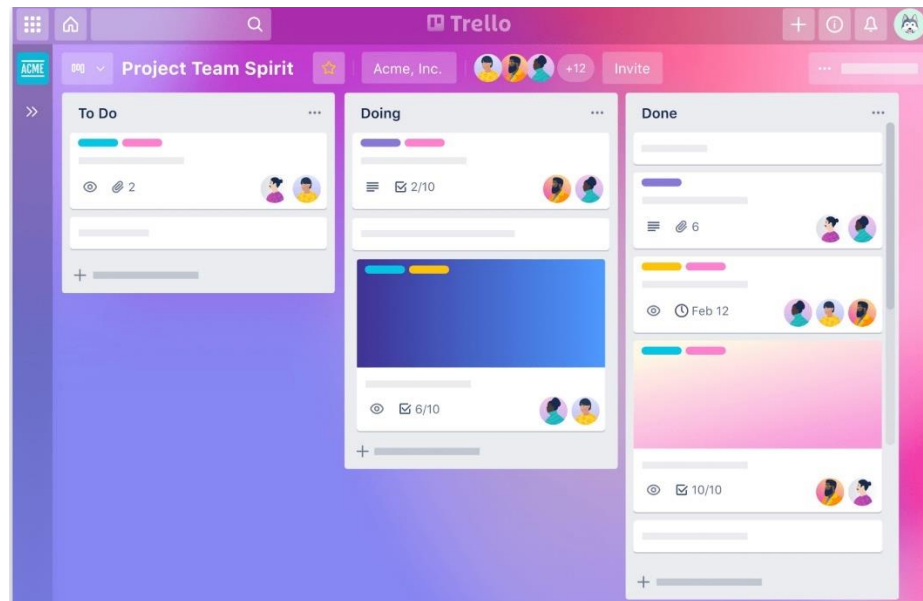 Trello
ACME
Project Team Spirit
Acme, Inc.
+12
Invite
To Do
2
Doing
2/10
6/10
Done
6
Feb 12
10/10